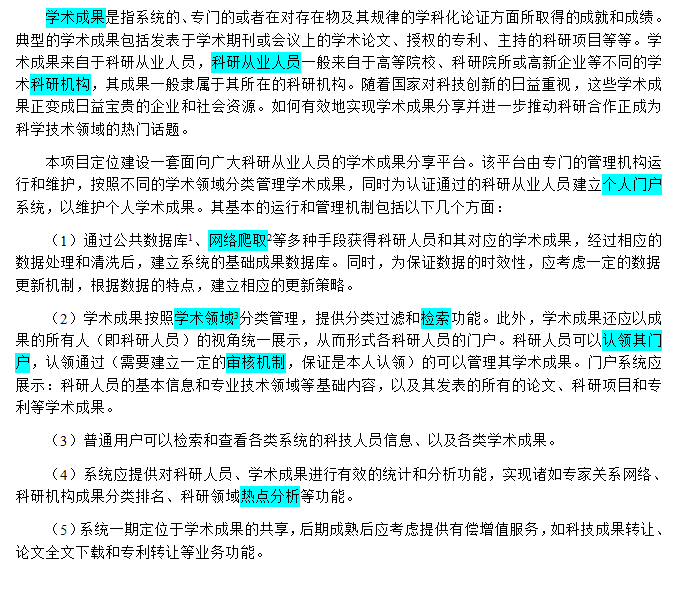 学术成果是指系统的、专门的或者在对存在物及其规律的学科化论证方面所取得的成就和成绩。
典型的学术成果包括发表于学术期刊或会议上的学术论文、授权的专利、主持的科研项目等等。学
术成果来自于科研从业人员，科研从业人员一般来自于高等院校、科研院所或高新企业等不同的学
术科研机构，其成果一般隶属于其所在的科研机构。随着国家对科技创新的日益重视，这些学术成
果正变成日益宝贵的企业和社会资源。如何有效地实现学术成果分享并进一步推动科研合作正成为
科学技术领域的热门话题。
本项目定位建设一套面向广大科研从业人员的学术成果分享平台。该平台由专门的管理机构运
行和维护，按照不同的学术领域分类管理学术成果，同时为认证通过的科研从业人员建立个人门户
系统，以维护个人学术成果。其基本的运行和管理机制包括以下几个方面：
（1）通过公共数据库¹、网络爬取²等多种手段获得科研人员和其对应的学术成果，经过相应的
数据处理和清洗后，建立系统的基础成果数据库。同时，为保证数据的时效性，应考虑一定的数据
更新机制，根据数据的特点，建立相应的更新策略。
（2）学术成果按照学术领域³分类管理，提供分类过滤和检索功能。此外，学术成果还应以成
果的所有人（即科研人员）的视角统一展示，从而形式各科研人员的门户。科研人员可以认领其门
户，认领通过（需要建立一定的审核机制，保证是本人认领）的可以管理其学术成果。门户系统应
展示：科研人员的基本信息和专业技术领域等基础内容，以及其发表的所有的论文、科研项目和专
利等学术成果。
（3）普通用户可以检索和查看各类系统的科技人员信息、以及各类学术成果。
（4）系统应提供对科研人员、学术成果进行有效的统计和分析功能，实现诸如专家关系网络、
科研机构成果分类排名、科研领域热点分析等功能。
（5）系统一期定位于学术成果的共享，后期成熟后应考虑提供有偿增值服务，如科技成果转让、
论文全文下载和专利转让等业务功能。